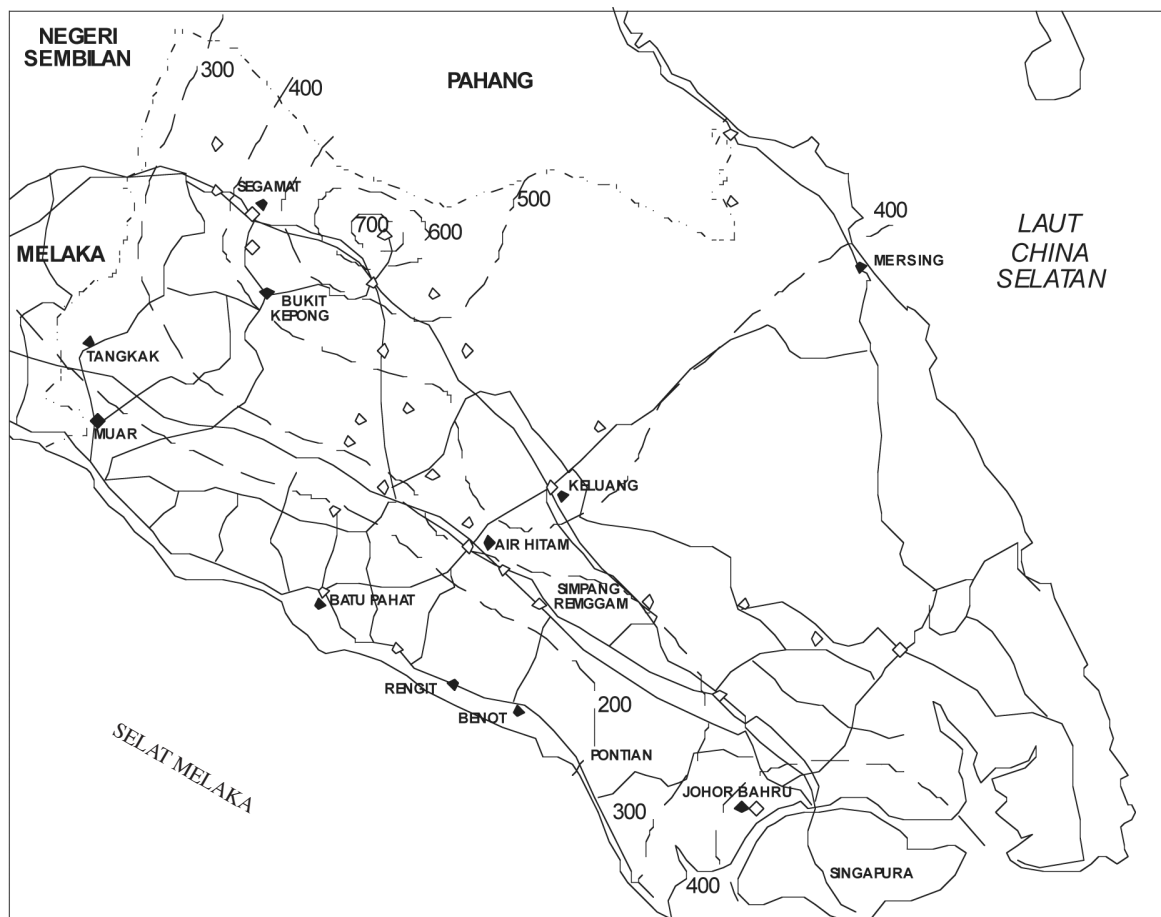 NEGERI
SEMBILAN
300
400
PAHANG
SEGAMAT
500
400
700
600
LAUT
CHINA
SELATAN
MELAKA
MERSING
BUKIT
KEPONG
TANGKAK
MUAR
KELUANG
AIR HITAM
SIMPANG
REMGGAM
BATU PAHAT
RENGIT
200
BENOT
SELAT MELAKA
PONTIAN
JOHOR BAHRU
300
SINGAPURA
400